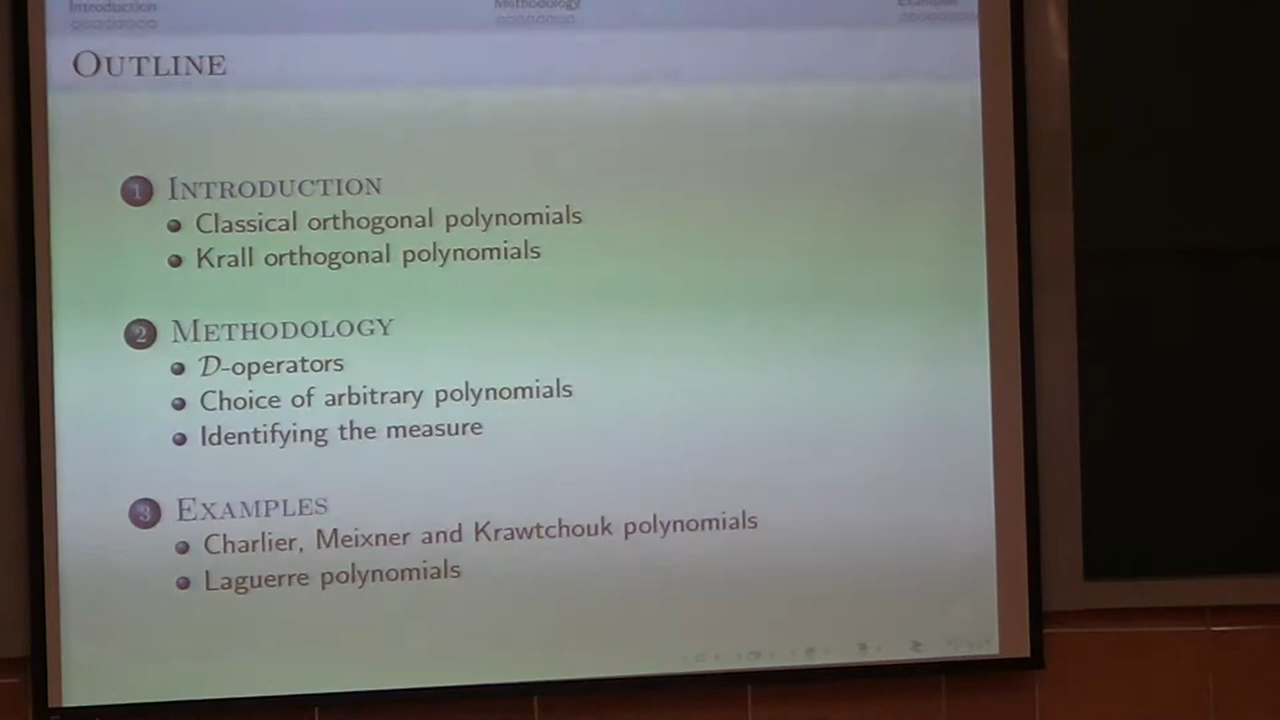 Introduction
Methodology
Examples
OUTLINE
1 INTRODUCTION
Classical orthogonal polynomials
Krall orthogonal polynomials
2 METHODOLOGY
D-operators
Choice of arbitrary polynomials
Identifying the measure
3 EXAMPLES
Charlier, Meixner and Krawtchouk polynomials
Laguerre polynomials